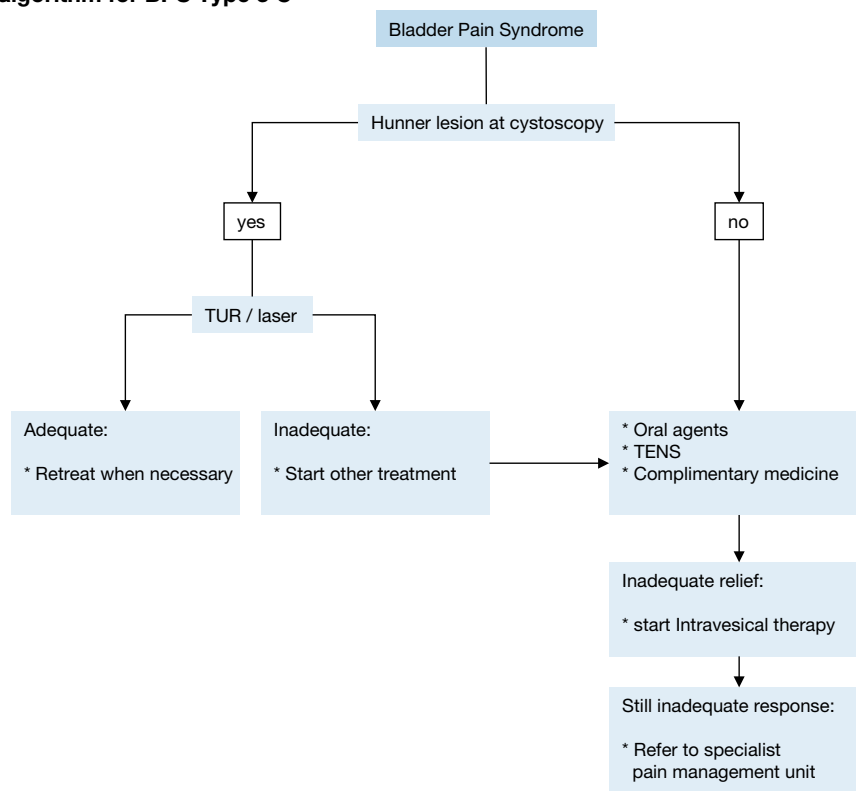 Bladder Pain Syndrome
Hunner lesion at cystoscopy
yes
no
TUR / laser
Adequate:
* Retreat when necessary
Inadequate:
* Start other treatment
* Oral agents
* TENS
* Complimentary medicine
Inadequate relief:
* start Intravesical therapy
Still inadequate response:
* Refer to specialist
pain management unit